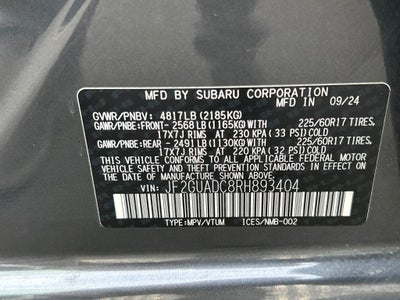 MFD. BY SUBARU CORPORATION
MFD.IN JAPAN 09/24
GVWR/PNBV: 4817LB (2185KG)
GAWR/PNBE:FRONT- 2568LB (1165KG)WITH 225/60R17 TIRES,
17X7J RIMS, AT 230 KPA (33 PSI)COLD
GAWR/PNBE:REAR - 2491LB (1130KG)WITH 225/60R17 TIRES,
17X7J RIMS, AT 220 KPA (32 PSI)COLD
THIS VEHICLE CONFORMS TO ALL APPLICABLE FEDERAL
MOTOR VEHICLE SAFETY, BUMPER, AND THEFT PREVENTION
STANDARDS IN EFFECT ON THE DATE OF MANUFACTURE
SHOWN ABOVE.
VIN: JF2GUADC8RH893404
TYPE:MPV/VTUM ICES/NMB-002